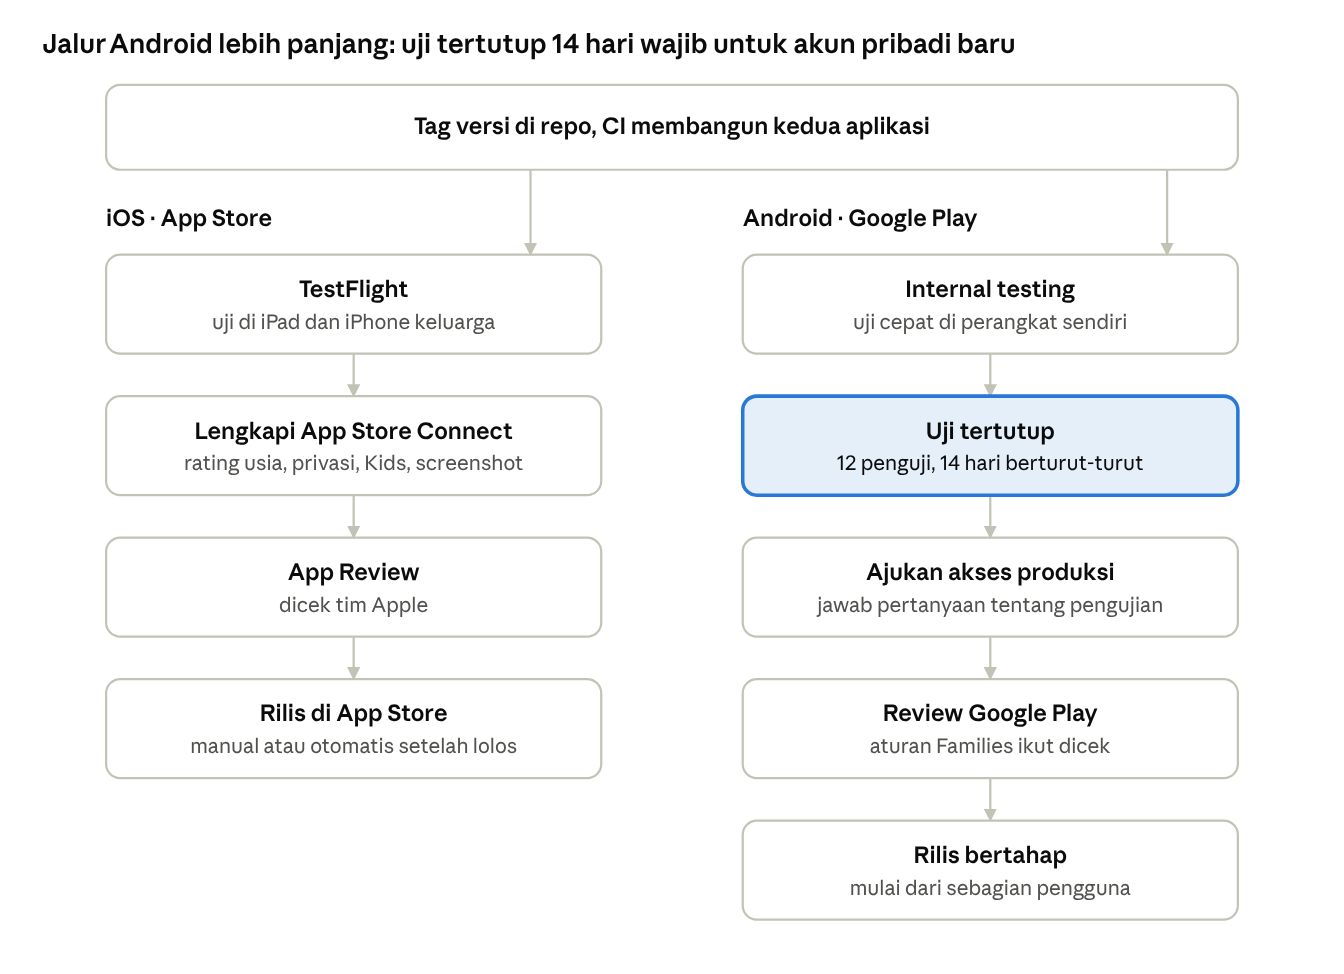 Jalur Android lebih panjang: uji tertutup 14 hari wajib untuk akun pribadi baru
Tag versi di repo, CI membangun kedua aplikasi
iOS · App Store
TestFlight
uji di iPad dan iPhone keluarga
Lengkapi App Store Connect
rating usia, privasi, Kids, screenshot
App Review
dicek tim Apple
Rilis di App Store
manual atau otomatis setelah lolos
Android · Google Play
Internal testing
uji cepat di perangkat sendiri
Uji tertutup
12 penguji, 14 hari berturut-turut
Ajukan akses produksi
jawab pertanyaan tentang pengujian
Review Google Play
aturan Families ikut dicek
Rilis bertahap
mulai dari sebagian pengguna